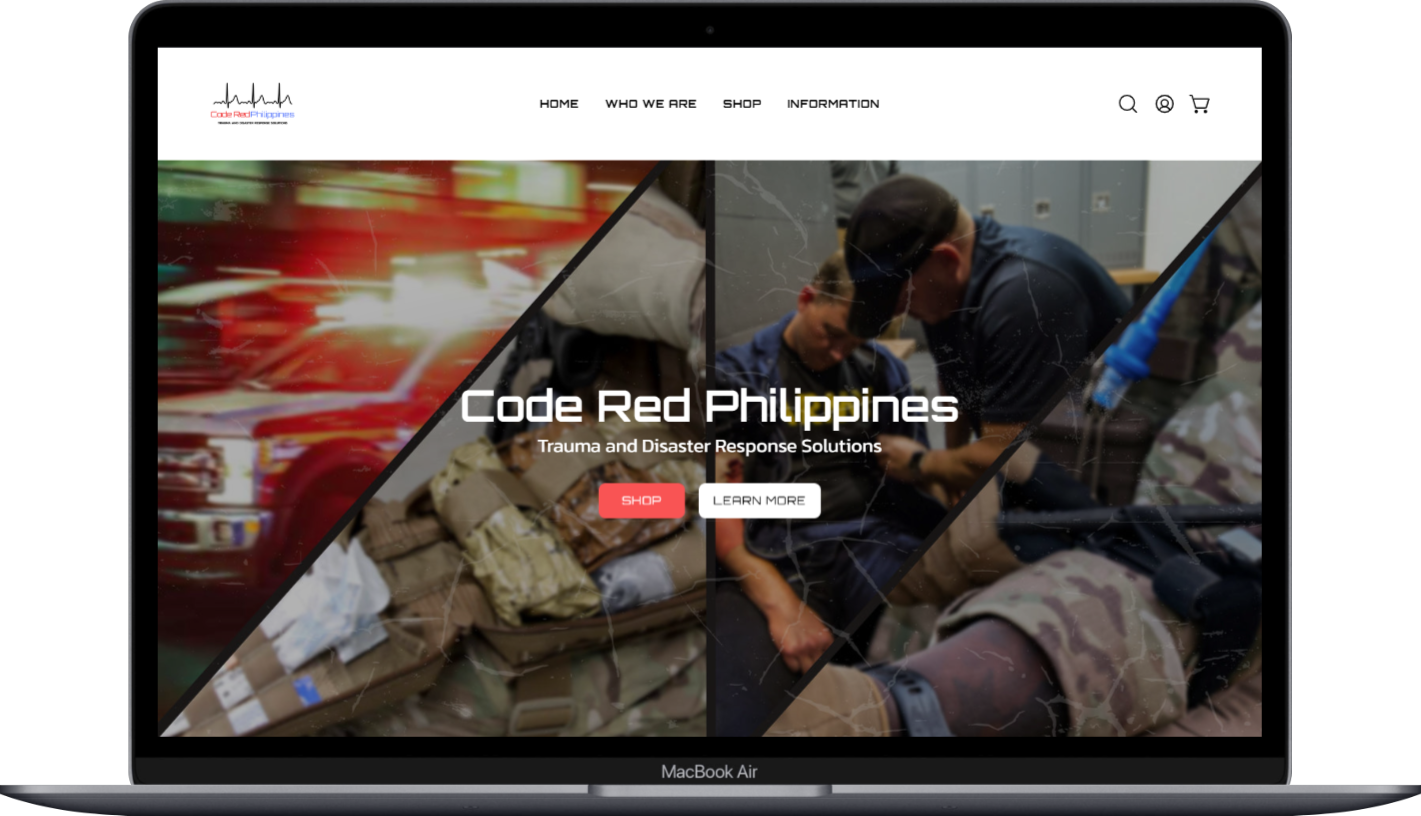 Code Red Philippines
TRAUMA AND DISASTER RESPONSE SOLUTIONS
HOME WHO WE ARE SHOP INFORMATION
Code Red Philippines
Trauma and Disaster Response Solutions
SHOP LEARN MORE
MacBook Air